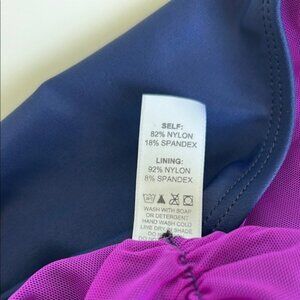 SELF:
82% NYLON
18% SPANDEX
LINING:
92% NYLON
8% SPANDEX
WASH WITH SOAP
OR DETERGENT
HAND WASH COLD
LINE DRY IN SHADE
DO